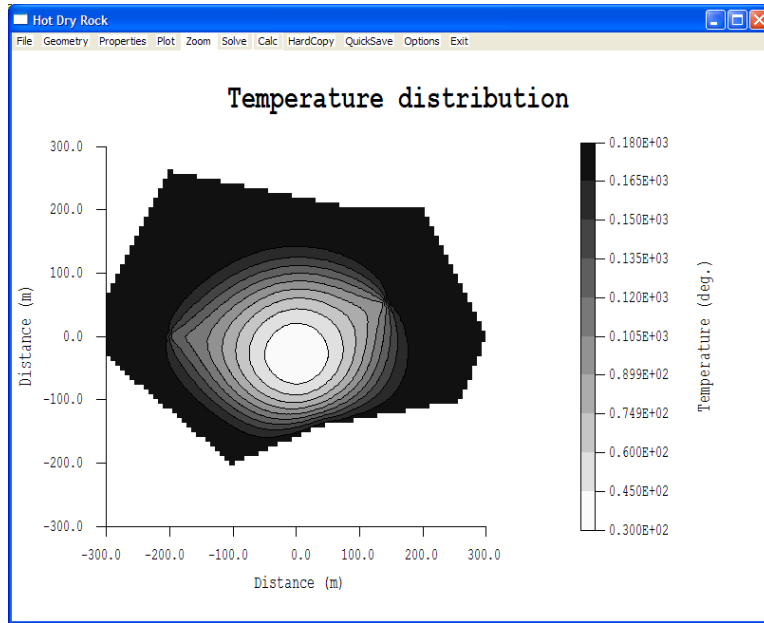 Hot Dry Rock
File Geometry Properties Plot Zoom Solve Calc HardCopy QuickSave Options Exit
Temperature distribution
300.0
200.0
100.0
0.0
-100.0
-200.0
-300.0
Distance (m)
-300.0 -200.0 -100.0 0.0 100.0 200.0 300.0
Distance (m)
0.180E+03
0.165E+03
0.150E+03
0.135E+03
0.120E+03
0.105E+03
0.899E+02
0.749E+02
0.600E+02
0.450E+02
0.300E+02
Temperature (deg.)